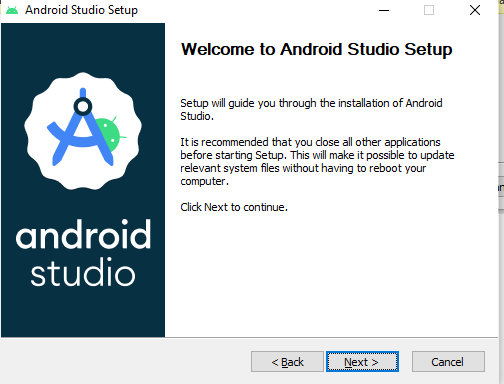 Android Studio Setup
Welcome to Android Studio Setup
Setup will guide you through the installation of Android
Studio.
It is recommended that you close all other applications
before starting Setup. This will make it possible to update
relevant system files without having to reboot your
computer.
Click Next to continue.
android
studio
< Back
Next >
Cancel